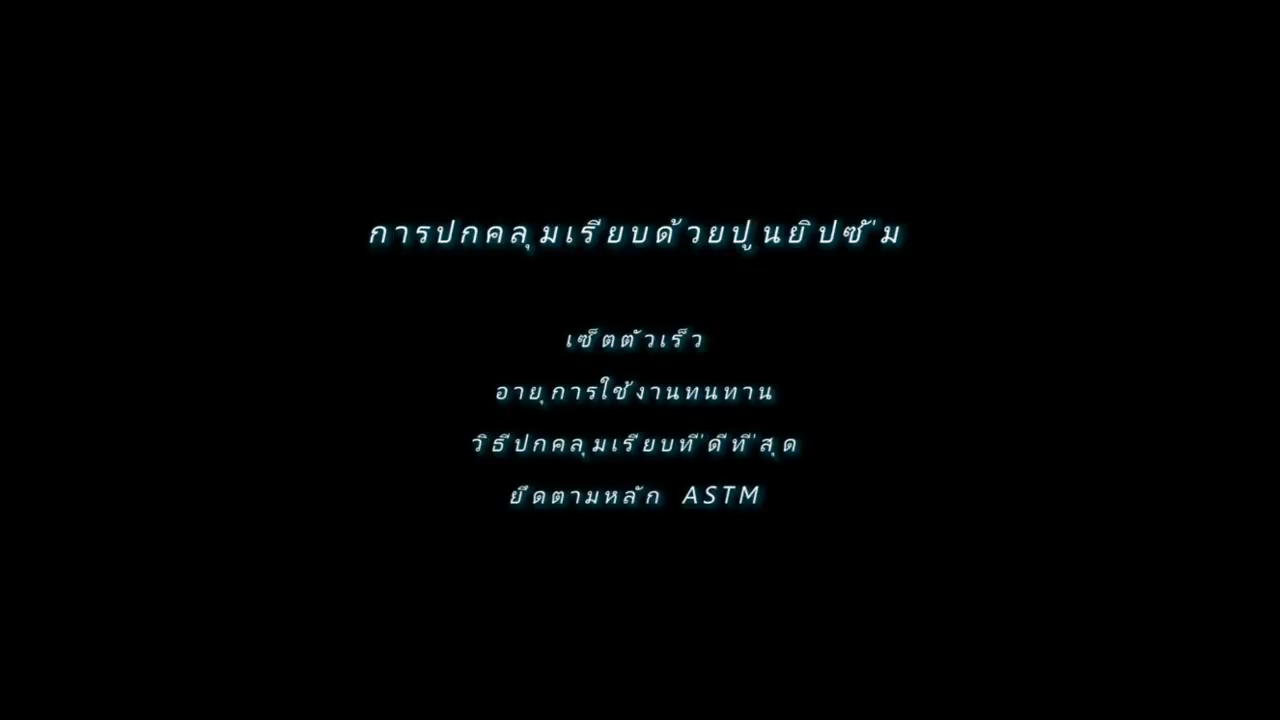 การปกคลุมเรียบด้วยปูนยิปซั่ม
เซ็ตตัวเร็ว
อายุการใช้งานทนทาน
วิธีปกคลุมเรียบที่ดีที่สุด
ยึดตามหลัก ASTM